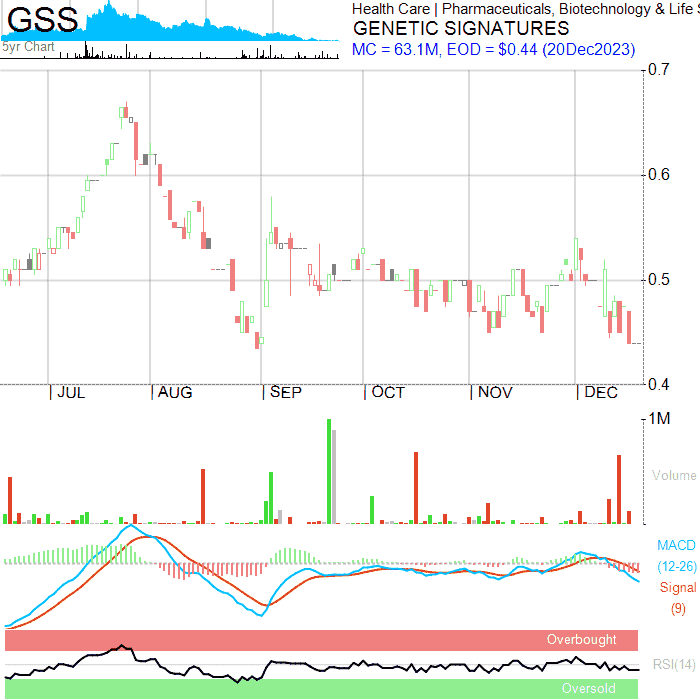 GSS
5yr Chart
Health Care | Pharmaceuticals, Biotechnology & Life S
GENETIC SIGNATURES
MC = 63.1M, EOD = $0.44 (20Dec2023)
0.7
0.6
0.5
0.4
JUL
AUG
SEP
OCT
NOV
DEC
1M
Volume
MACD
(12-26)
Signal
(9)
Overbought
RSI(14)
Oversold